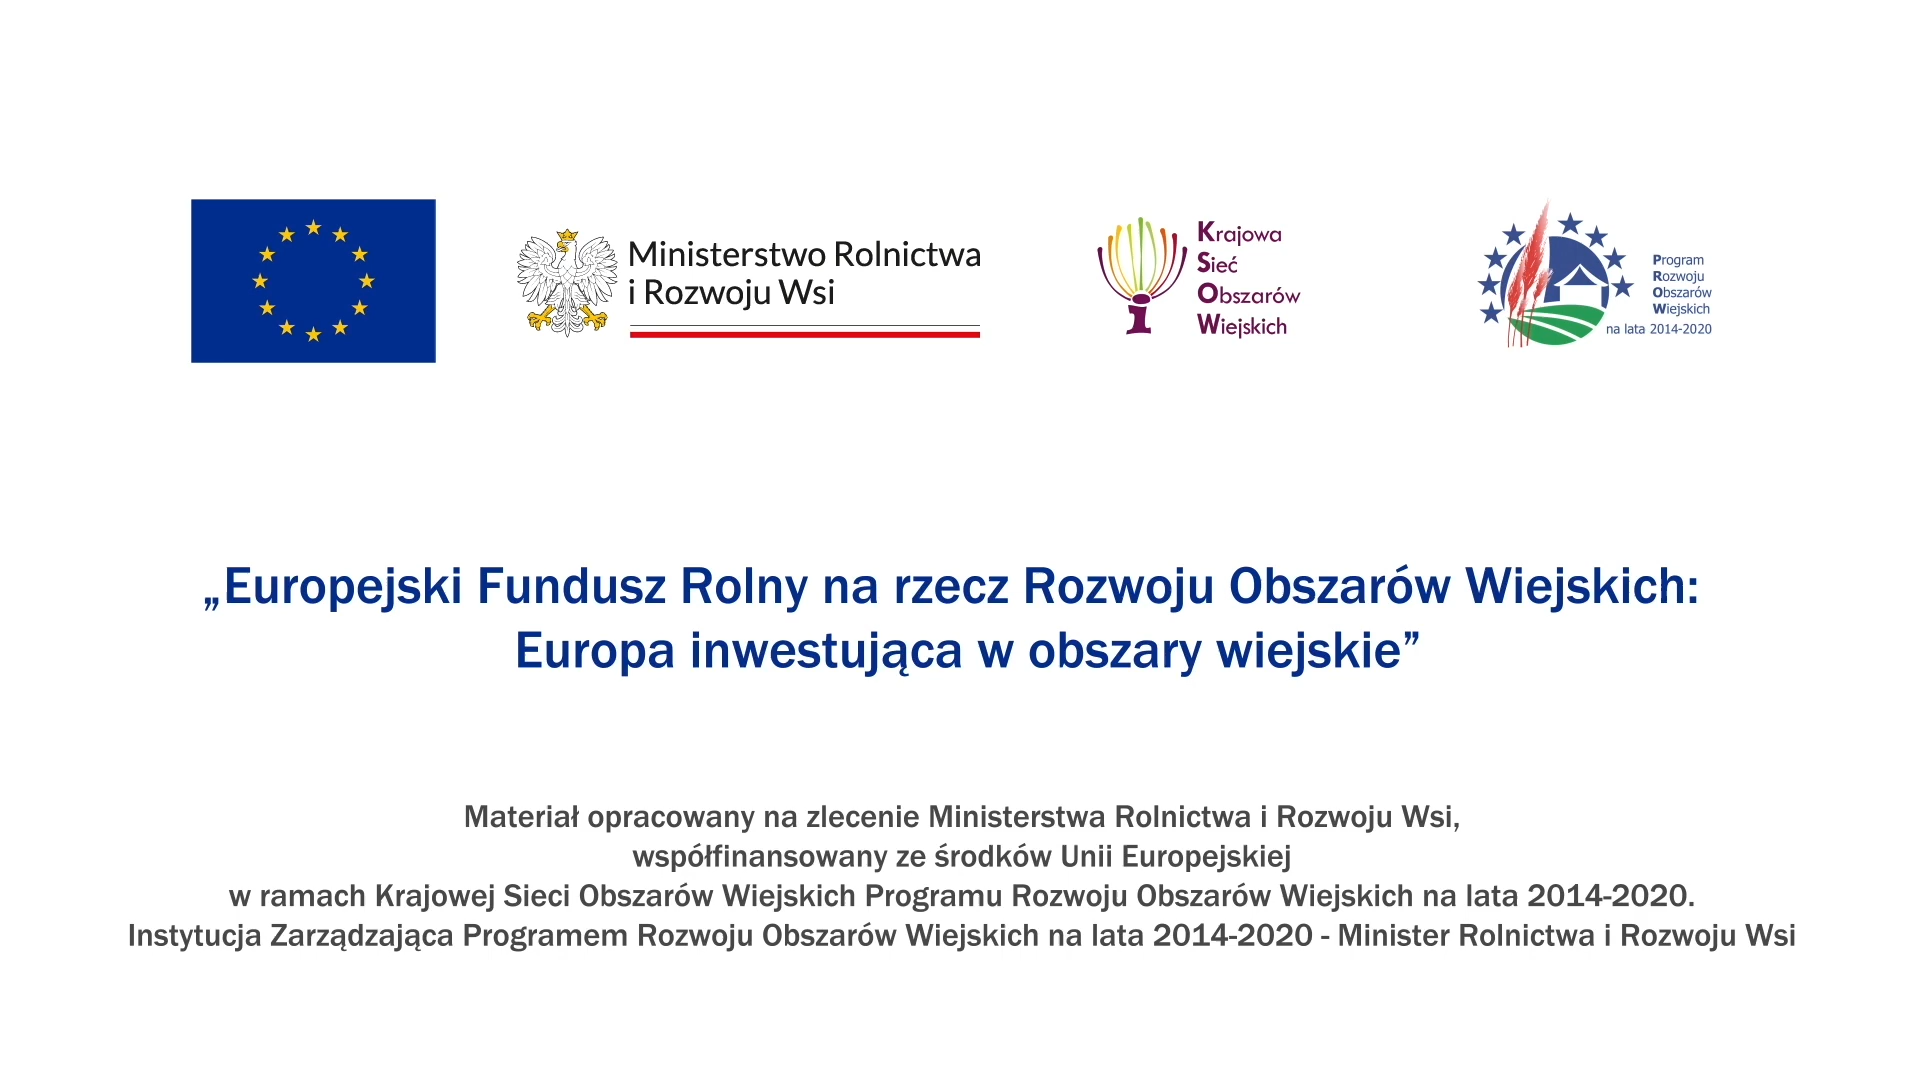 Ministerstwo Rolnictwa
i Rozwoju Wsi
Krajowa
Sieć
Obszarów
Wiejskich
Program
Rozwoju
Obszarów
Wiejskich
na lata 2014-2020
„Europejski Fundusz Rolny na rzecz Rozwoju Obszarów Wiejskich:
Europa inwestująca w obszary wiejskie”
Materiał opracowany na zlecenie Ministerstwa Rolnictwa i Rozwoju Wsi,
współfinansowany ze środków Unii Europejskiej
w ramach Krajowej Sieci Obszarów Wiejskich Programu Rozwoju Obszarów Wiejskich na lata 2014-2020.
Instytucja Zarządzająca Programem Rozwoju Obszarów Wiejskich na lata 2014-2020 - Minister Rolnictwa i Rozwoju Wsi